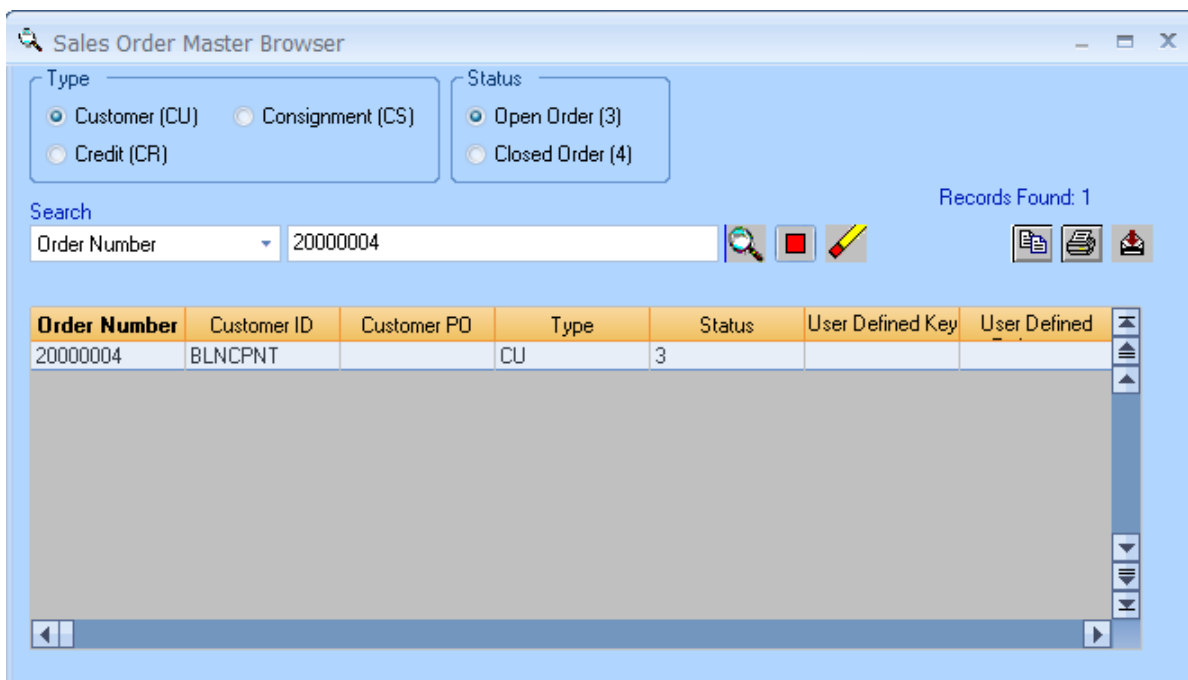 Sales Order Master Browser
Type
Status
Customer (CU) Consignment (CS)
Open Order (3)
Credit (CR)
Closed Order (4)
Records Found: 1
Search
Order Number 20000004
Order Number Customer ID Customer PO Type Status User Defined Key User Defined
20000004 BLNCPNT CU 3